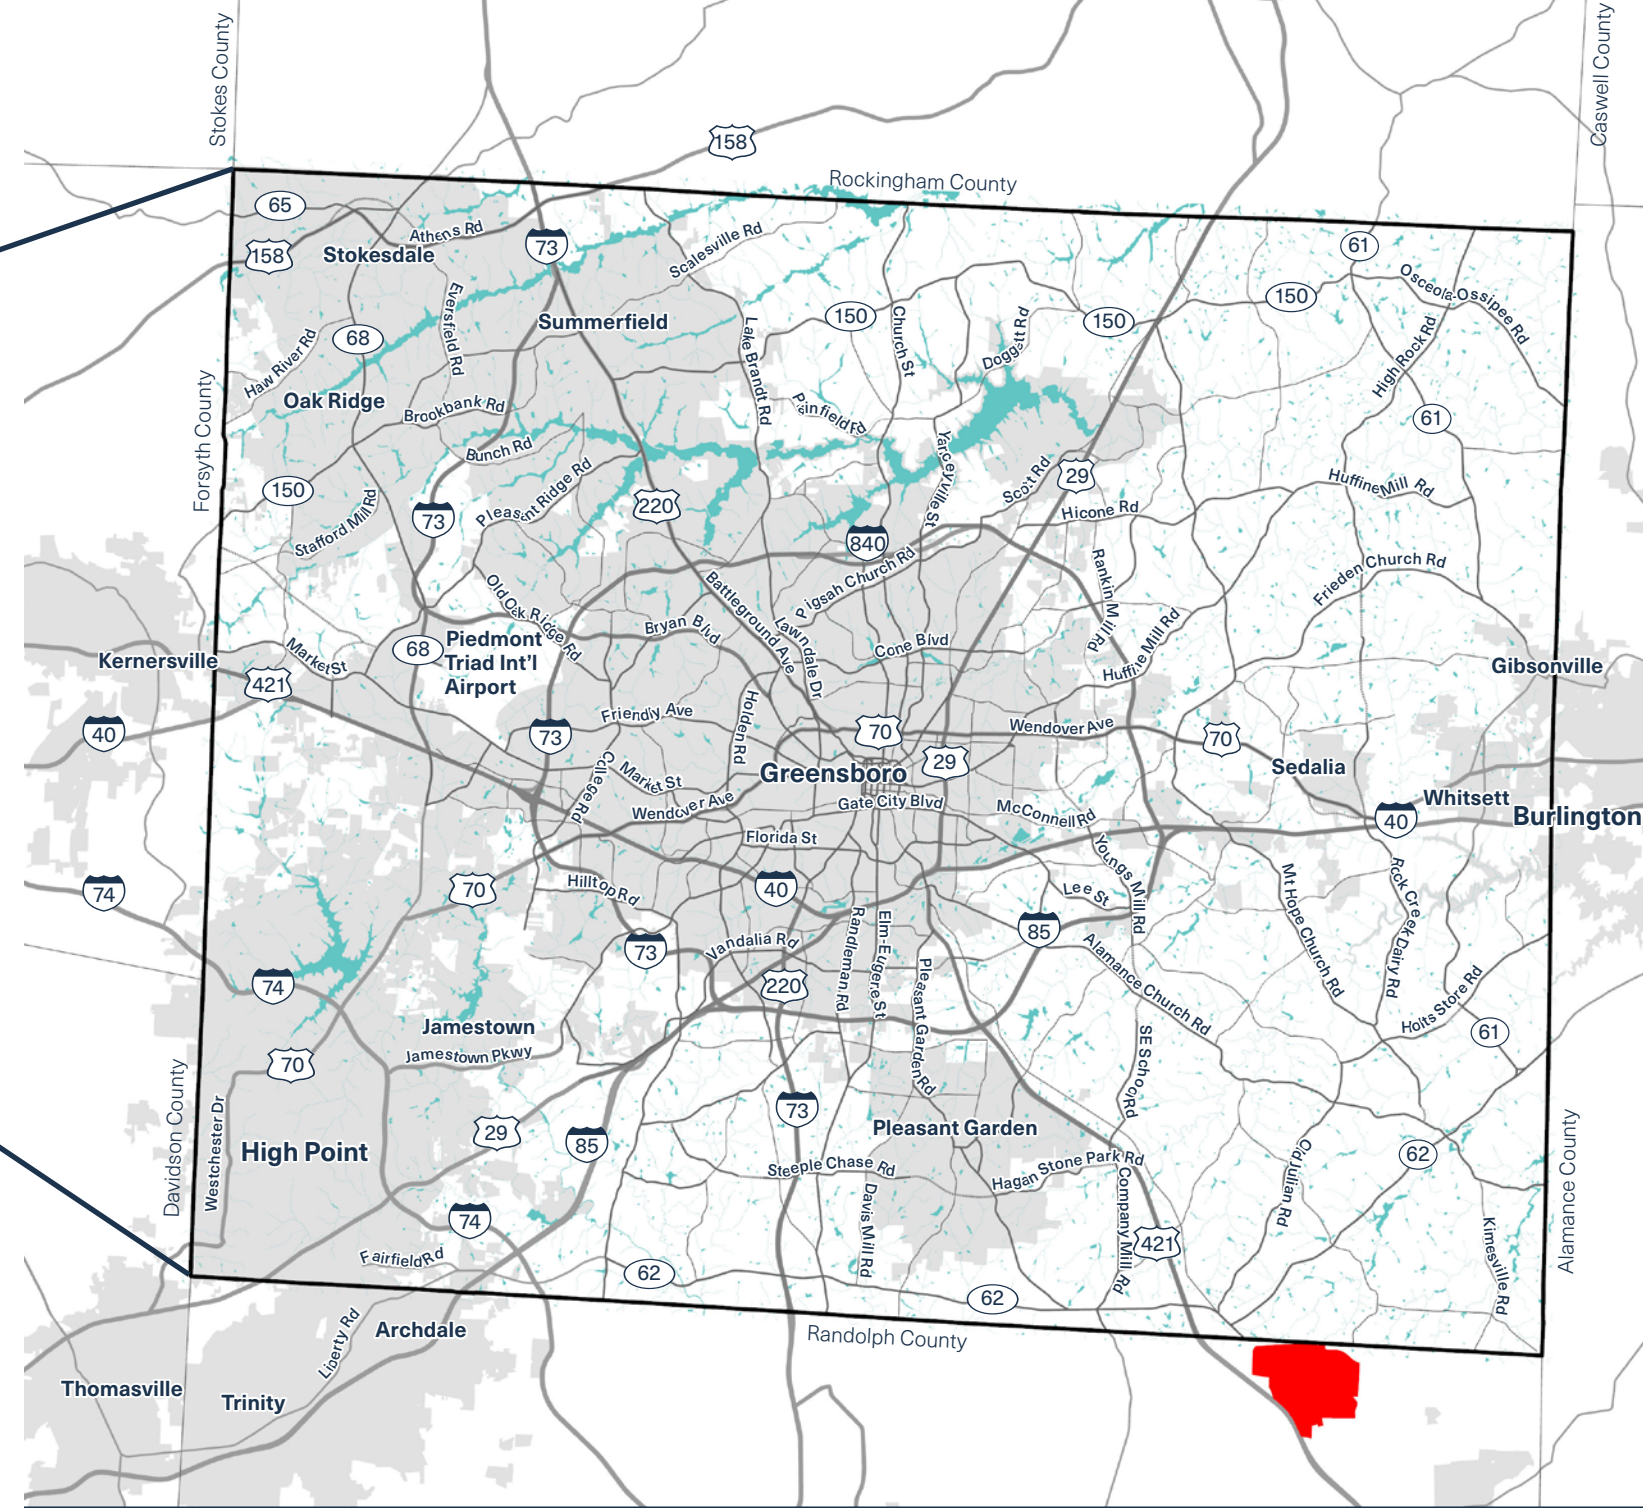 Stokes County
Caswell County
158
Rockingham County
65
Athens Rd
158
Stokesdale
73
Scalesville Rd
61
Osceola-Ossipee Rd
Eversfield Rd
150
150
150
Summerfield
Church St
Doggett Rd
High Rock Rd
68
Haw River Rd
Lake Brandt Rd
Oak Ridge
Brookbank Rd
61
Forsyth County
Bunch Rd
Yanceyville St
Scott Rd
29
Huffine Mill Rd
150
Pleasant Ridge Rd
220
73
Stafford Mill Rd
Hicone Rd
840
Pisgah Church Rd
Rankin Mill Rd
Frieden Church Rd
Old Oak Ridge Rd
Battleground Ave
Lawndale Dr
Bryan Blvd
Cone Blvd
Huffine Mill Rd
68
Piedmont
Triad Int'l
Airport
Market St
Kernersville
421
Gibsonville
40
Friendly Ave
Holden Rd
73
70
Wendover Ave
70
29
College Rd
Market St
Greensboro
Sedalia
Wendover Ave
Gate City Blvd
McConnell Rd
Whitsett
40
Burlington
Florida St
Youngs Mill Rd
74
70
Hilltop Rd
40
Lee St
Mt Hope Church Rd
Rock Creek Dairy Rd
73
Vandalia Rd
Randleman Rd
Elm-Eugene St
85
Alamance Church Rd
74
220
Pleasant Garden Rd
Hoits Store Rd
Jamestown
61
Jamestown Pkwy
70
SE School Rd
Davidson County
Westchester Dr
73
29
85
High Point
Pleasant Garden
62
Alamance County
Steeple Chase Rd
Hagan Stone Park Rd
Old Julian Rd
Davis Mill Rd
Company Mill Rd
74
421
Kimesville Rd
Fairfield Rd
62
62
Randolph County
Liberty Rd
Archdale
Thomasville
Trinity